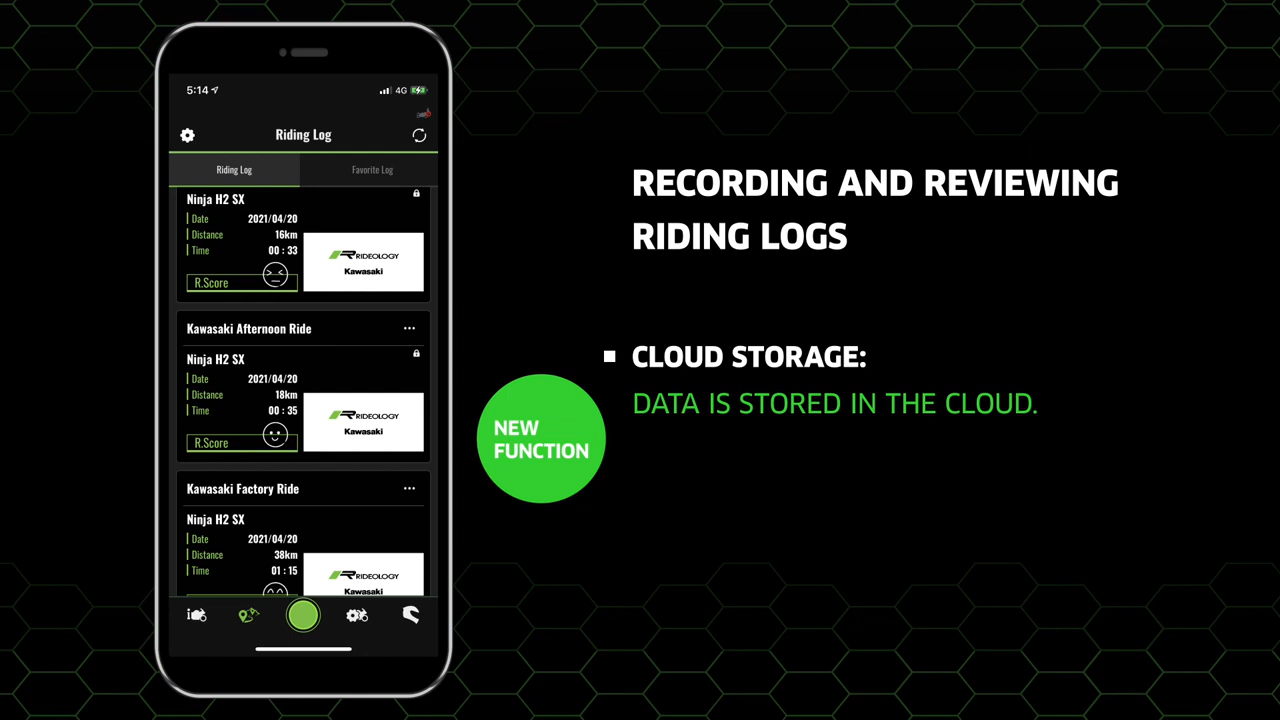 5:14
4G
Riding Log
Riding Log
Favorite Log
Ninja H2 SX
Date 2021/04/20
Distance 16km
Time 00 : 33
R.Score
RIDEOLOGY
Kawasaki
Kawasaki Afternoon Ride
Ninja H2 SX
Date 2021/04/20
Distance 18km
Time 00 : 35
R.Score
RIDEOLOGY
Kawasaki
Kawasaki Factory Ride
Ninja H2 SX
Date 2021/04/20
Distance 38km
Time 01 : 15
RIDEOLOGY
Kawasaki
RECORDING AND REVIEWING
RIDING LOGS
CLOUD STORAGE:
DATA IS STORED IN THE CLOUD.
NEW
FUNCTION